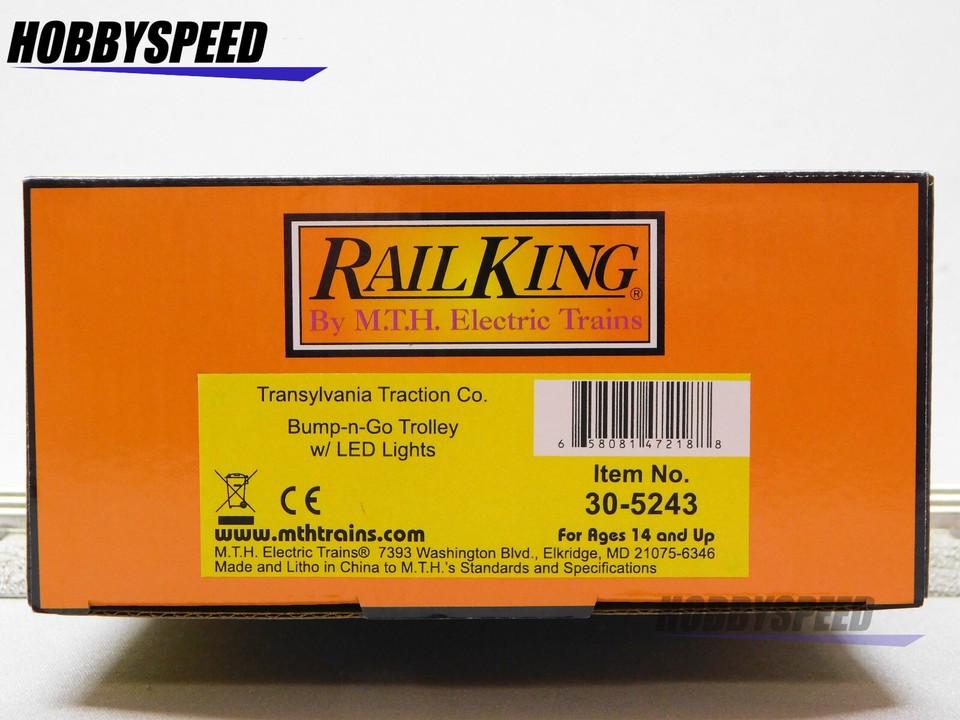 HOBBYSPEED
RAILKING®
By M.T.H. Electric Trains
Transylvania Traction Co.
Bump-n-Go Trolley
w/ LED Lights
6 58081 47218 8
Item No.
30-5243
CE
www.mthtrains.com
For Ages 14 and Up
M.T.H. Electric Trains® 7393 Washington Blvd., Elkridge, MD 21075-6346
Made and Litho in China to M.T.H.'s Standards and Specifications
HOBBYSPEED